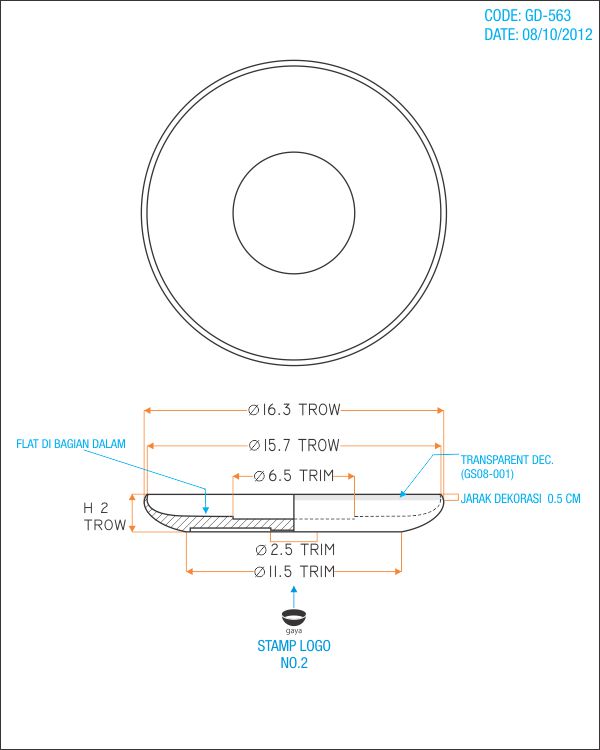 CODE: GD-563
DATE: 08/10/2012
Ø16.3 TROW
FLAT DI BAGIAN DALAM
Ø15.7 TROW
TRANSPARENT DEC.
(GS08-001)
Ø6.5 TRIM
JARAK DEKORASI 0.5 CM
H 2
TROW
Ø2.5 TRIM
Ø11.5 TRIM
gaya
STAMP LOGO
NO.2